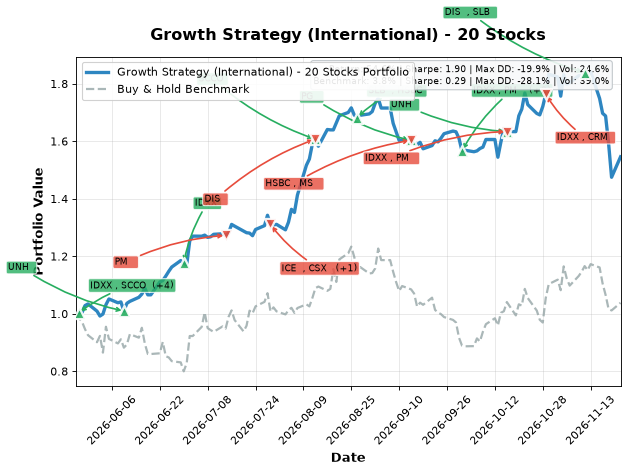 DIS , SLB
Growth Strategy (International) - 20 Stocks
Growth Strategy (International) - 20 Stocks Portfolio
Buy & Hold Benchmark
Sharpe: 1.90 | Max DD: -19.9% | Vol: 24.6%
Sharpe: 0.29 | Max DD: -28.1% | Vol: 35.0%
UNH
IDXX , CRM
IDXX , PM
HSBC , MS
DIS
PM
ICE , CSX (+1)
UNH
IDXX , SCCO (+4)
Portfolio Value
1.8
1.6
1.4
1.2
1.0
0.8
2026-06-06
2026-06-22
2026-07-08
2026-07-24
2026-08-09
2026-08-25
2026-09-10
2026-09-26
2026-10-12
2026-10-28
2026-11-13
Date